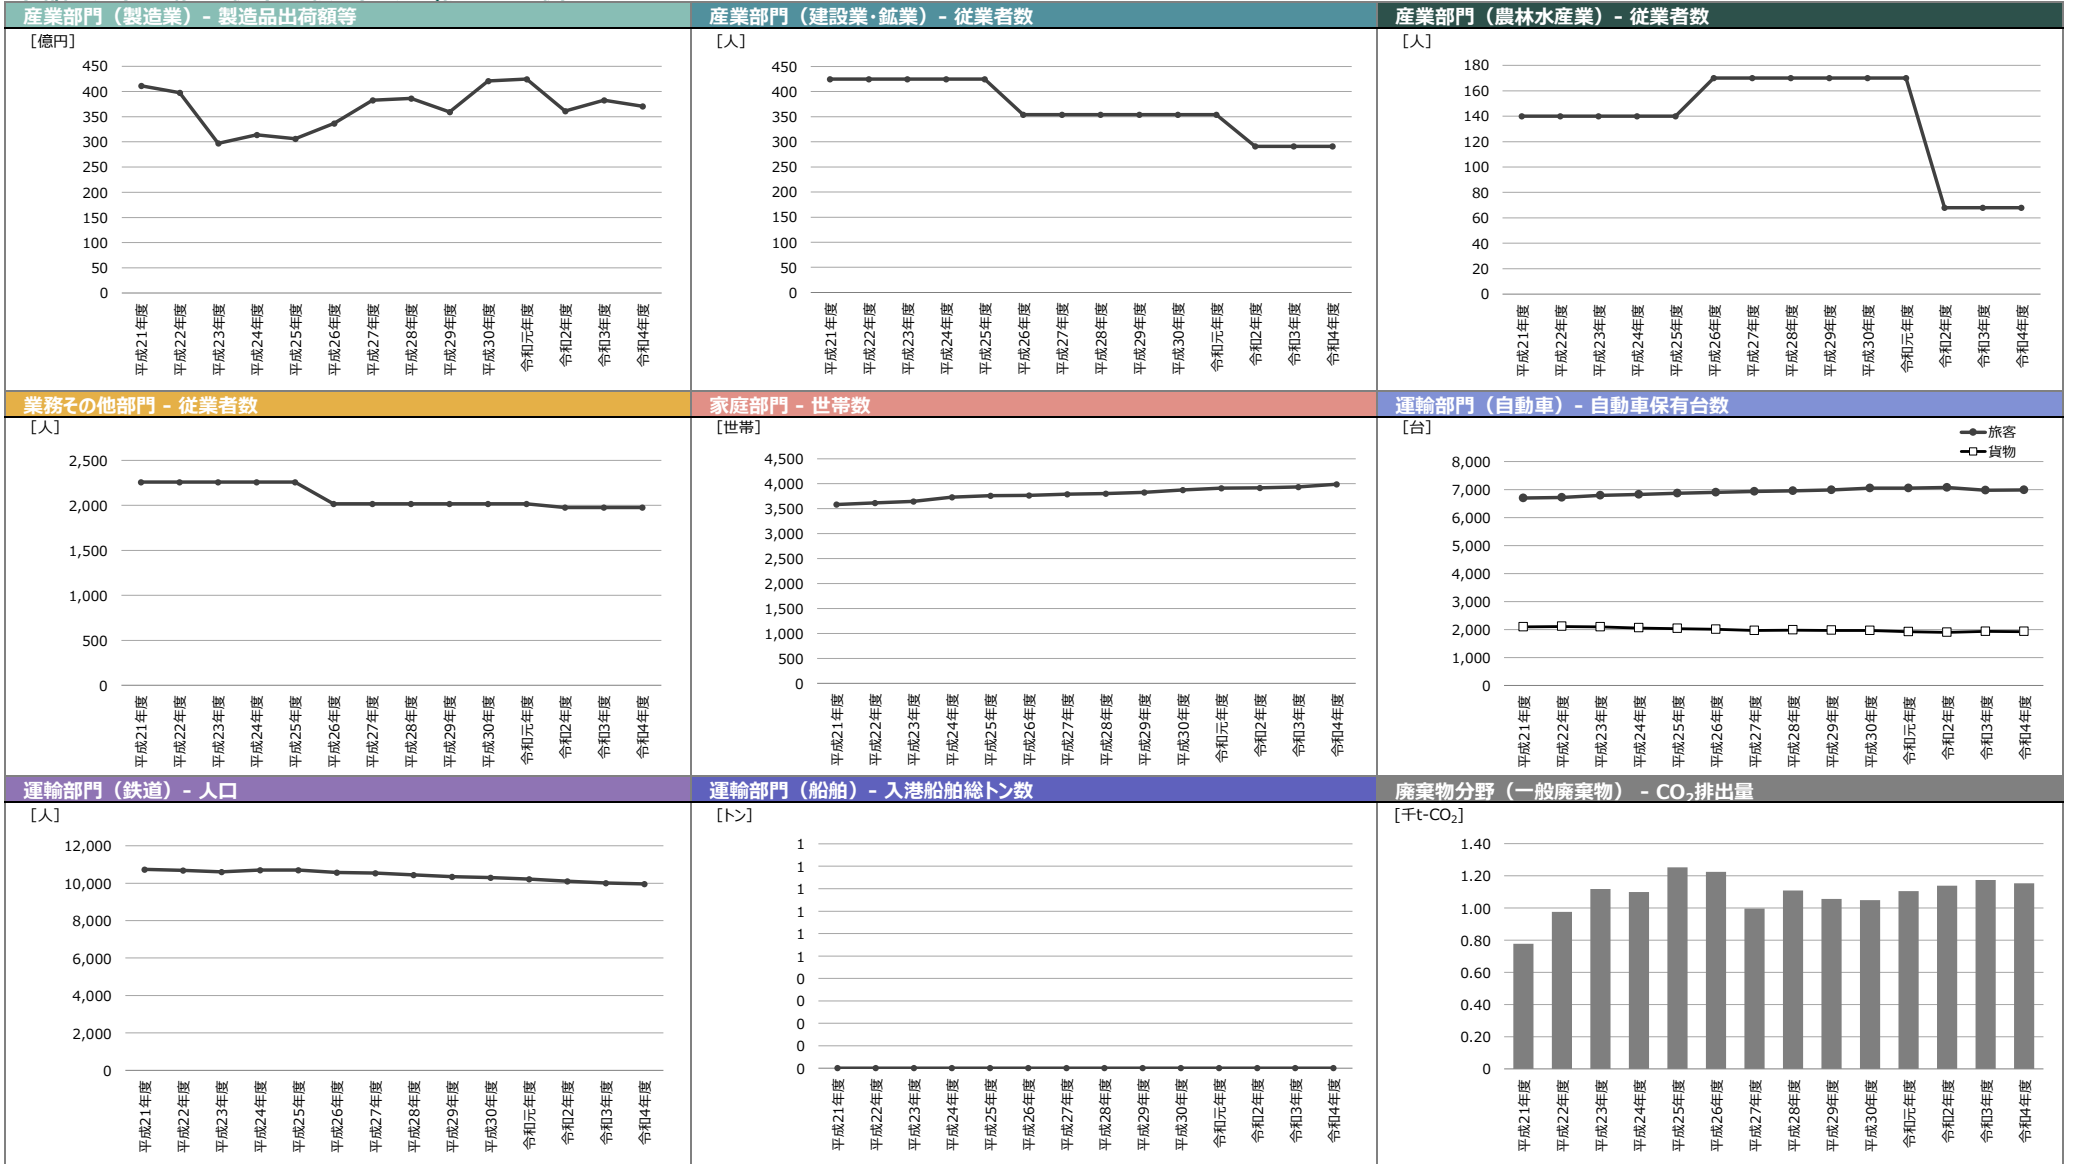 産業部門（製造業）- 製造品出荷額等
[億円]
450
400
350
300
250
200
150
100
50
0
平成21年度
平成22年度
平成23年度
平成24年度
平成25年度
平成26年度
平成27年度
平成28年度
平成29年度
平成30年度
令和元年度
令和2年度
令和3年度
令和4年度
産業部門（建設業･鉱業）- 従業者数
[人]
450
400
350
300
250
200
150
100
50
0
平成21年度
平成22年度
平成23年度
平成24年度
平成25年度
平成26年度
平成27年度
平成28年度
平成29年度
平成30年度
令和元年度
令和2年度
令和3年度
令和4年度
産業部門（農林水産業）- 従業者数
[人]
180
160
140
120
100
80
60
40
20
0
平成21年度
平成22年度
平成23年度
平成24年度
平成25年度
平成26年度
平成27年度
平成28年度
平成29年度
平成30年度
令和元年度
令和2年度
令和3年度
令和4年度
業務その他部門 - 従業者数
[人]
2,500
2,000
1,500
1,000
500
0
平成21年度
平成22年度
平成23年度
平成24年度
平成25年度
平成26年度
平成27年度
平成28年度
平成29年度
平成30年度
令和元年度
令和2年度
令和3年度
令和4年度
家庭部門 - 世帯数
[世帯]
4,500
4,000
3,500
3,000
2,500
2,000
1,500
1,000
500
0
平成21年度
平成22年度
平成23年度
平成24年度
平成25年度
平成26年度
平成27年度
平成28年度
平成29年度
平成30年度
令和元年度
令和2年度
令和3年度
令和4年度
運輸部門（自動車）- 自動車保有台数
[台]
旅客
貨物
8,000
7,000
6,000
5,000
4,000
3,000
2,000
1,000
0
平成21年度
平成22年度
平成23年度
平成24年度
平成25年度
平成26年度
平成27年度
平成28年度
平成29年度
平成30年度
令和元年度
令和2年度
令和3年度
令和4年度
運輸部門（鉄道）- 人口
[人]
12,000
10,000
8,000
6,000
4,000
2,000
0
平成21年度
平成22年度
平成23年度
平成24年度
平成25年度
平成26年度
平成27年度
平成28年度
平成29年度
平成30年度
令和元年度
令和2年度
令和3年度
令和4年度
運輸部門（船舶）- 入港船舶総トン数
[トン]
1
1
1
1
1
1
0
0
0
0
0
平成21年度
平成22年度
平成23年度
平成24年度
平成25年度
平成26年度
平成27年度
平成28年度
平成29年度
平成30年度
令和元年度
令和2年度
令和3年度
令和4年度
廃棄物分野（一般廃棄物） - CO₂排出量
[千t-CO₂]
1.40
1.20
1.00
0.80
0.60
0.40
0.20
0
平成21年度
平成22年度
平成23年度
平成24年度
平成25年度
平成26年度
平成27年度
平成28年度
平成29年度
平成30年度
令和元年度
令和2年度
令和3年度
令和4年度